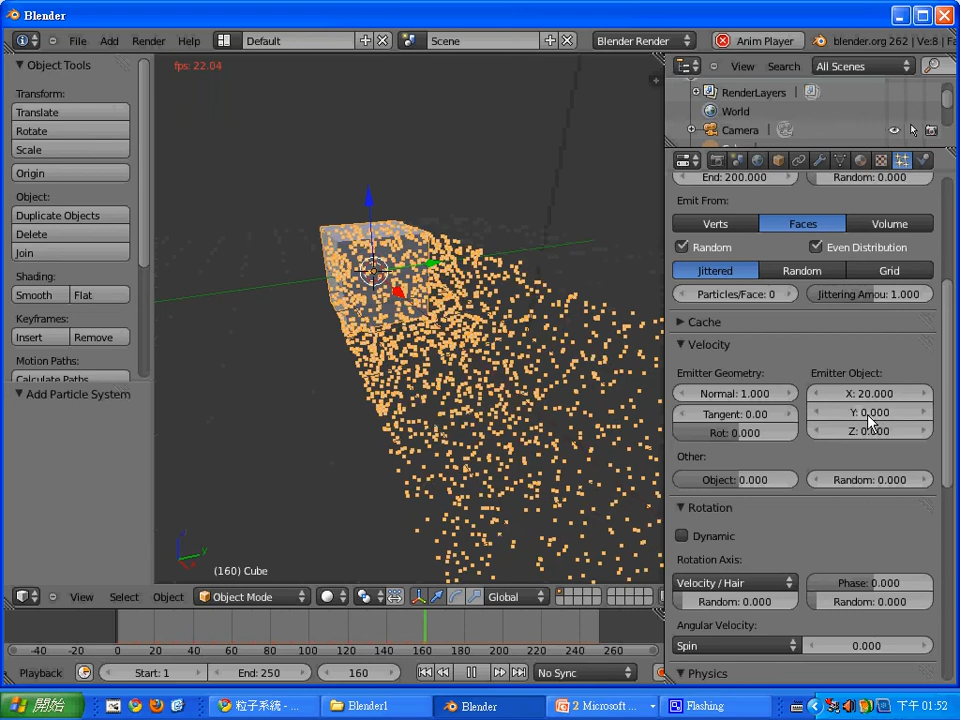 Blender
File Add Render Help Default Scene Blender Render Anim Player blender.org 262 | Ve:8 | Fa
Object Tools
Transform:
Translate
Rotate
Scale
Origin
Object:
Duplicate Objects
Delete
Join
Shading:
Smooth Flat
Keyframes:
Insert Remove
Motion Paths:
Calculate Paths
Add Particle System
fps: 22.04
(160) Cube
View Search All Scenes
RenderLayers
World
Camera
End: 200.000 Random: 0.000
Emit From:
Verts Faces Volume
Random Even Distribution
Jittered Random Grid
Particles/Face: 0 Jittering Amou: 1.000
Cache
Velocity
Emitter Geometry: Emitter Object:
Normal: 1.000 X: 20.000
Tangent: 0.00 Y: 0.000
Rot: 0.000 Z: 0.000
Other:
Object: 0.000 Random: 0.000
Rotation
Dynamic
Rotation Axis:
Velocity / Hair Phase: 0.000
Random: 0.000 Random: 0.000
Angular Velocity:
Spin 0.000
Physics
View Select Object Object Mode Global
-40 -20 0 20 40 60 80 100 120 140 160 180 200 220 240 260
Playback Start: 1 End: 250 160 No Sync
開始 粒子系統 - ... Blender1 Blender 2 Microsoft ... Flashing 下午 01:52